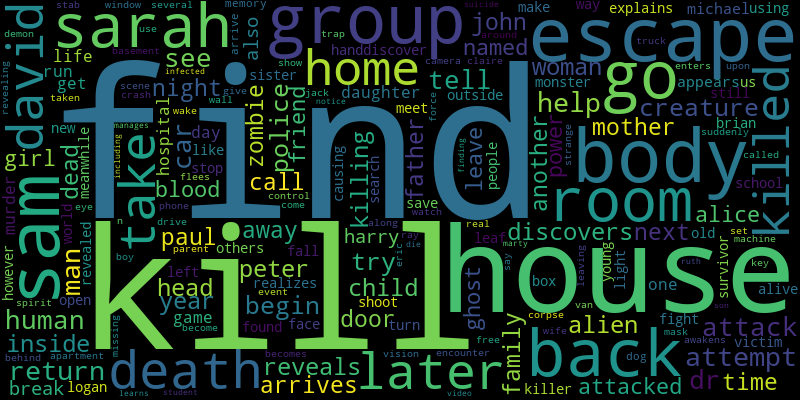 stab window several memory explains michael using
demon sarah group john make way escape
use trap
david life see also named woman
around show handdiscover
run night home tell sister
get daughter outside appears us
revealing scene crash infected truck camera claire enters upon
find
taken new wall give jack monster still
suicide basement
girl dead meanwhile hospital car police friend help creature killed
day mother brian
zombie meet suddenly
like father leave people another power
stop causing
go
sam take blood call killing search finding strange called
murder wake control save body school
eye phone come watch force room alice
world revealed flees including manages notice
drive along real
however man paul away harry leaf discovers next old set machine
n parent others fall ray die
boy left try eric marty say ruth key
spirit head peter realizes ghost box young light one survivor alive
open year event child shoot leaving
human begin door turn van alien fight attack
game found face free corpse mask
kill house
inside become vision encounter wife dog awakens victim
missing
behind apartment reveals family back attempt
return death later
break logan arrives killer attacked dr time
becomes son
learns student video